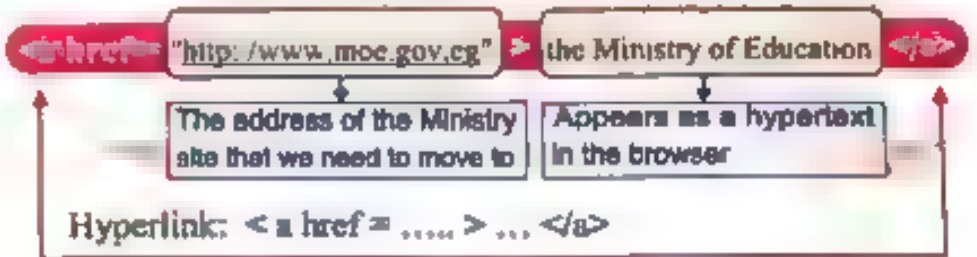 <a href= "http: /www.moe.gov.eg" > the Ministry of Education </a>
The address of the Ministry
site that we need to move to
Appears as a hypertext
in the browser
Hyperlink: < a href = ..... > ... </a>